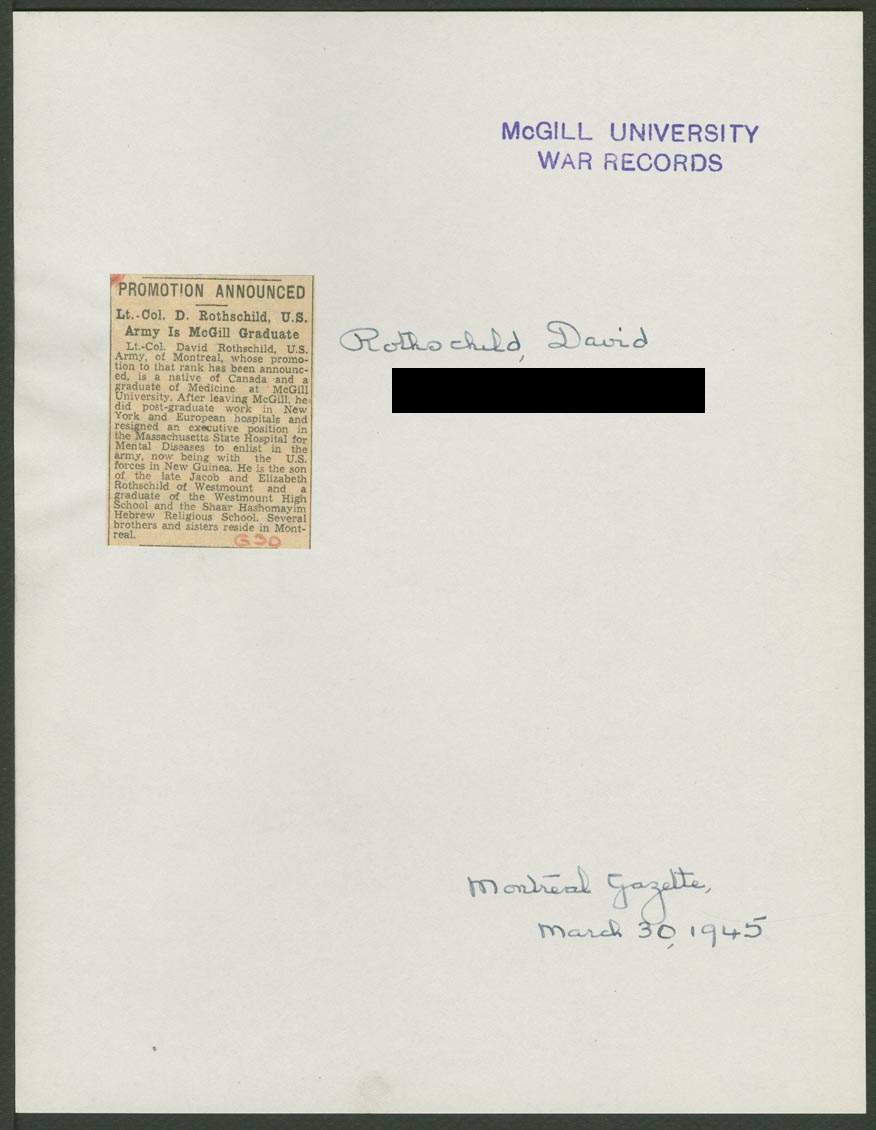 McGILL UNIVERSITY
WAR RECORDS
PROMOTION ANNOUNCED
Lt.-Col. D. Rothschild, U.S.
Army Is McGill Graduate
Lt.-Col. David Rothschild, U.S.
Army, of Montreal, whose promo-
tion to that rank has been announc-
ed, is a native of Canada and a
graduate of Medicine at McGill
University. After leaving McGill, he
did post-graduate work in New
York and European hospitals and
resigned an executive position in
the Massachusetts State Hospital for
Mental Diseases to enlist in the
army, now being with the U.S.
forces in New Guinea. He is the son
of the late Jacob and Elizabeth
Rothschild of Westmount and a
graduate of the Westmount High
School and the Shaar Hashomayim
Hebrew Religious School. Several
brothers and sisters reside in Mont-
real.
G30
Rothschild, David
Montréal Gazette,
March 30, 1945